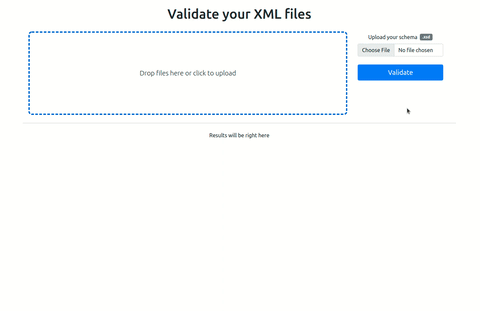 Validate your XML files
Upload your schema .xsd
Choose File No file chosen
Drop files here or click to upload
Validate
Results will be right here